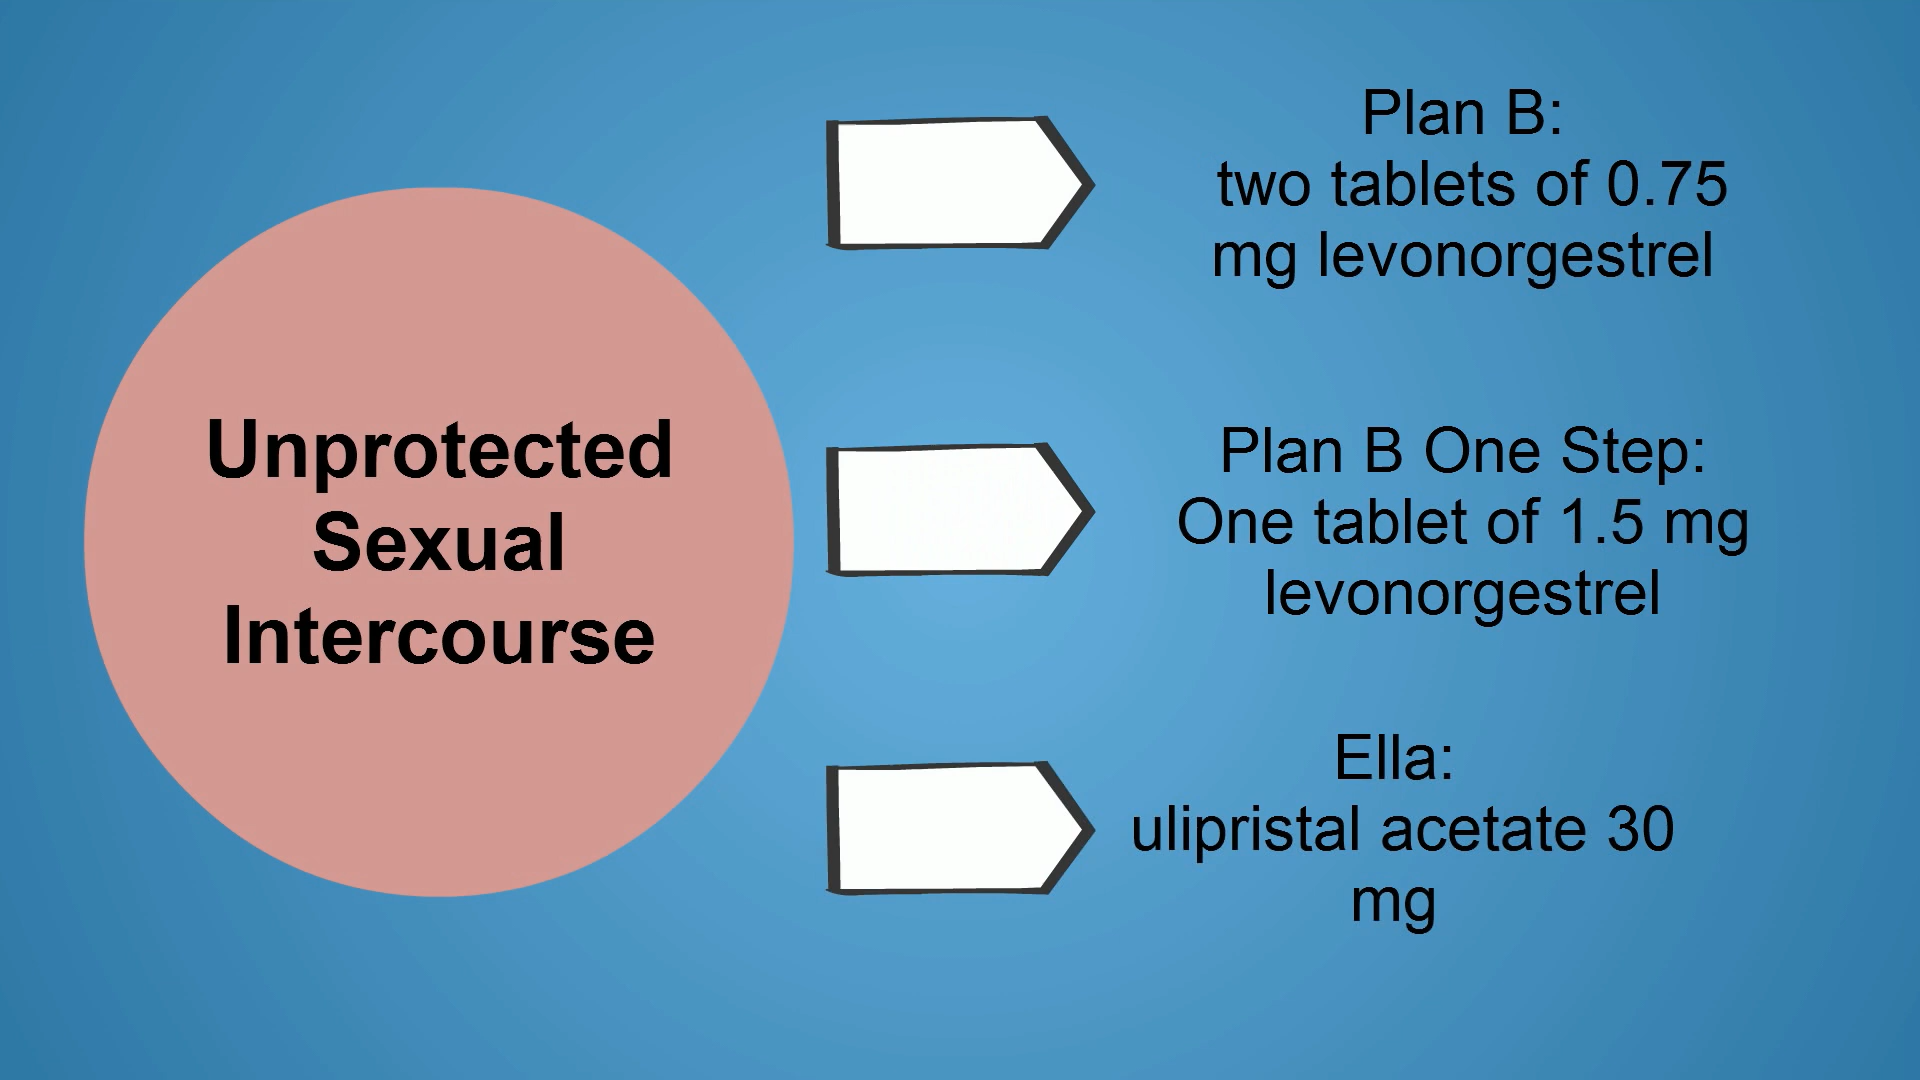 Unprotected
Sexual
Intercourse
Plan B:
two tablets of 0.75
mg levonorgestrel
Plan B One Step:
One tablet of 1.5 mg
levonorgestrel
Ella:
ulipristal acetate 30
mg